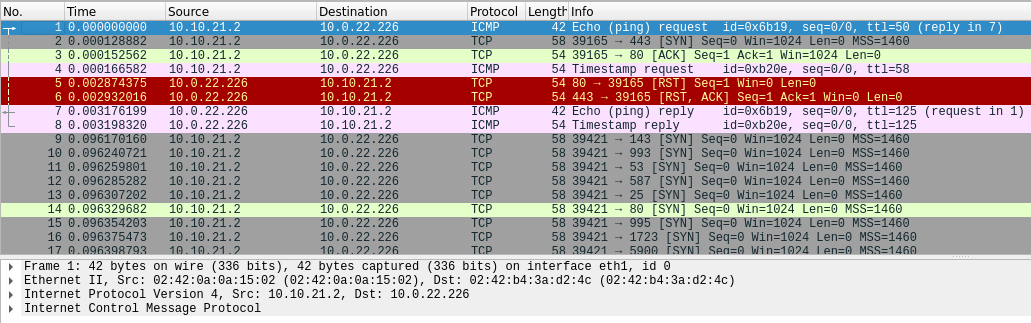 No. Time Source Destination Protocol Length Info
1 0.000000000 10.10.21.2 10.0.22.226 ICMP 42 Echo (ping) request id=0x6b19, seq=0/0, ttl=50 (reply in 7)
2 0.000128882 10.10.21.2 10.0.22.226 TCP 58 39165 → 443 [SYN] Seq=0 Win=1024 Len=0 MSS=1460
3 0.000152562 10.10.21.2 10.0.22.226 TCP 54 39165 → 80 [ACK] Seq=1 Ack=1 Win=1024 Len=0
4 0.000166582 10.10.21.2 10.0.22.226 ICMP 54 Timestamp request id=0xb20e, seq=0/0, ttl=58
5 0.002874375 10.0.22.226 10.10.21.2 TCP 54 80 → 39165 [RST] Seq=1 Win=0 Len=0
6 0.002932016 10.0.22.226 10.10.21.2 TCP 54 443 → 39165 [RST, ACK] Seq=1 Ack=1 Win=0 Len=0
7 0.003176199 10.0.22.226 10.10.21.2 ICMP 42 Echo (ping) reply id=0x6b19, seq=0/0, ttl=125 (request in 1)
8 0.003198320 10.0.22.226 10.10.21.2 ICMP 54 Timestamp reply id=0xb20e, seq=0/0, ttl=125
9 0.096170160 10.10.21.2 10.0.22.226 TCP 58 39421 → 143 [SYN] Seq=0 Win=1024 Len=0 MSS=1460
10 0.096240721 10.10.21.2 10.0.22.226 TCP 58 39421 → 993 [SYN] Seq=0 Win=1024 Len=0 MSS=1460
11 0.096259801 10.10.21.2 10.0.22.226 TCP 58 39421 → 53 [SYN] Seq=0 Win=1024 Len=0 MSS=1460
12 0.096285282 10.10.21.2 10.0.22.226 TCP 58 39421 → 587 [SYN] Seq=0 Win=1024 Len=0 MSS=1460
13 0.096307202 10.10.21.2 10.0.22.226 TCP 58 39421 → 25 [SYN] Seq=0 Win=1024 Len=0 MSS=1460
14 0.096329682 10.10.21.2 10.0.22.226 TCP 58 39421 → 80 [SYN] Seq=0 Win=1024 Len=0 MSS=1460
15 0.096354203 10.10.21.2 10.0.22.226 TCP 58 39421 → 995 [SYN] Seq=0 Win=1024 Len=0 MSS=1460
16 0.096375473 10.10.21.2 10.0.22.226 TCP 58 39421 → 1723 [SYN] Seq=0 Win=1024 Len=0 MSS=1460
17 0.096398793 10.10.21.2 10.0.22.226 TCP 58 39421 → 5900 [SYN] Seq=0 Win=1024 Len=0 MSS=1460
Frame 1: 42 bytes on wire (336 bits), 42 bytes captured (336 bits) on interface eth1, id 0
Ethernet II, Src: 02:42:0a:0a:15:02 (02:42:0a:0a:15:02), Dst: 02:42:b4:3a:d2:4c (02:42:b4:3a:d2:4c)
Internet Protocol Version 4, Src: 10.10.21.2, Dst: 10.0.22.226
Internet Control Message Protocol